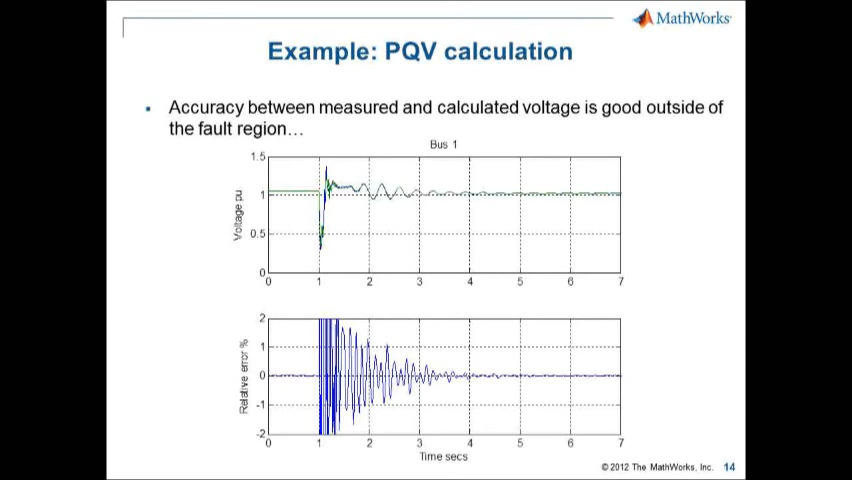 MathWorks
Example: PQV calculation
Accuracy between measured and calculated voltage is good outside of
the fault region…
Bus 1
1.5
1
0.5
0
Voltage pu
0 1 2 3 4 5 6 7
2
1
0
-1
-2
Relative error %
0 1 2 3 4 5 6 7
Time secs
© 2012 The MathWorks, Inc. 14